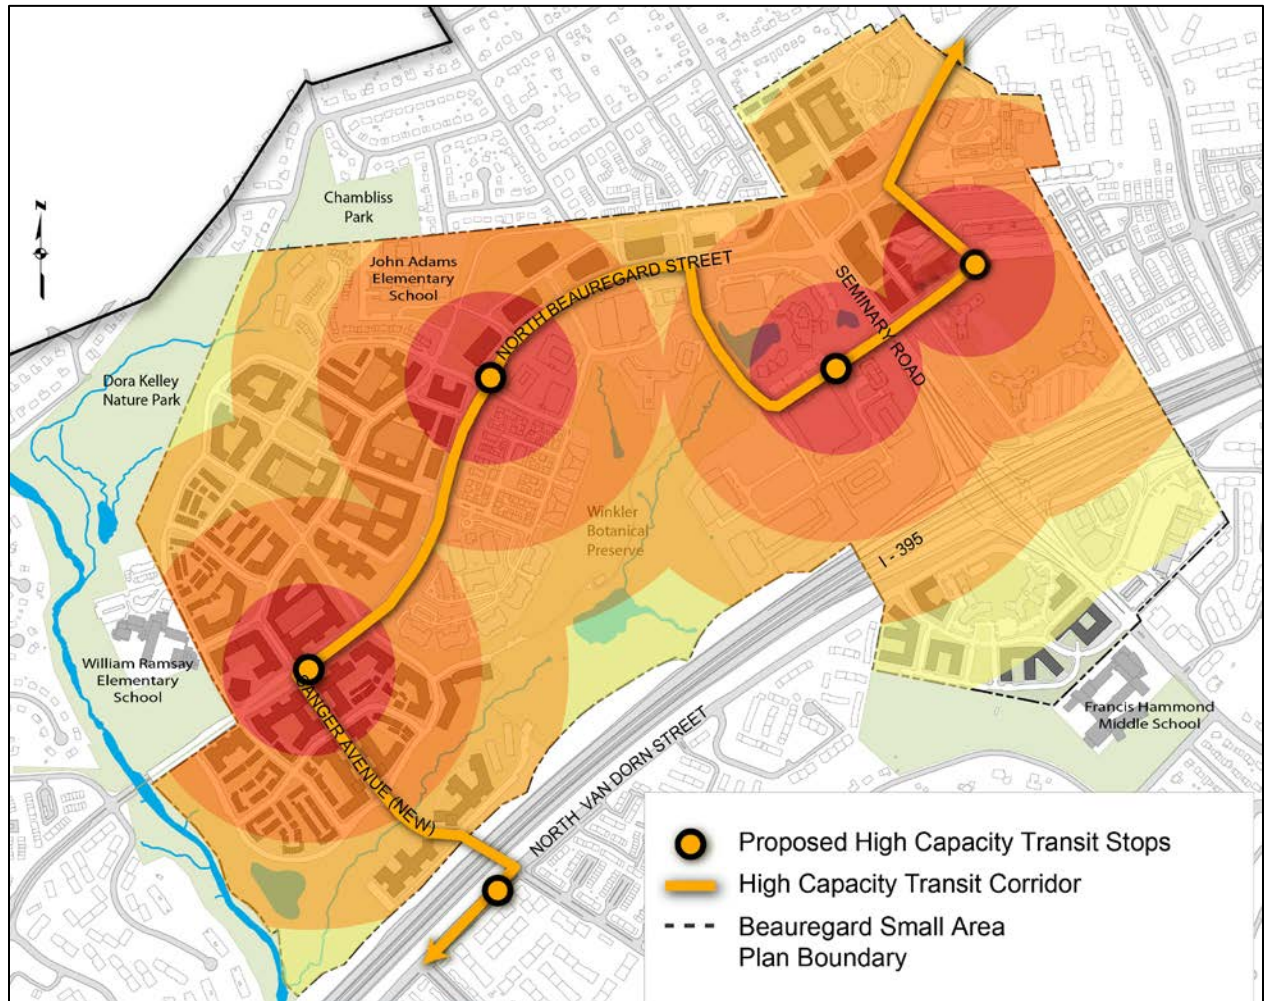 Z
Chambliss
Park
John Adams
Elementary
School
NORTH BEAUREGARD STREET
SEMINARY ROAD
Dora Kelley
Nature Park
Winkler
Botanical
Preserve
I - 395
William Ramsay
Elementary
School
SANGER AVENUE (NEW)
NORTH VAN DORN STREET
Francis Hammond
Middle School
Proposed High Capacity Transit Stops
High Capacity Transit Corridor
Beauregard Small Area
Plan Boundary